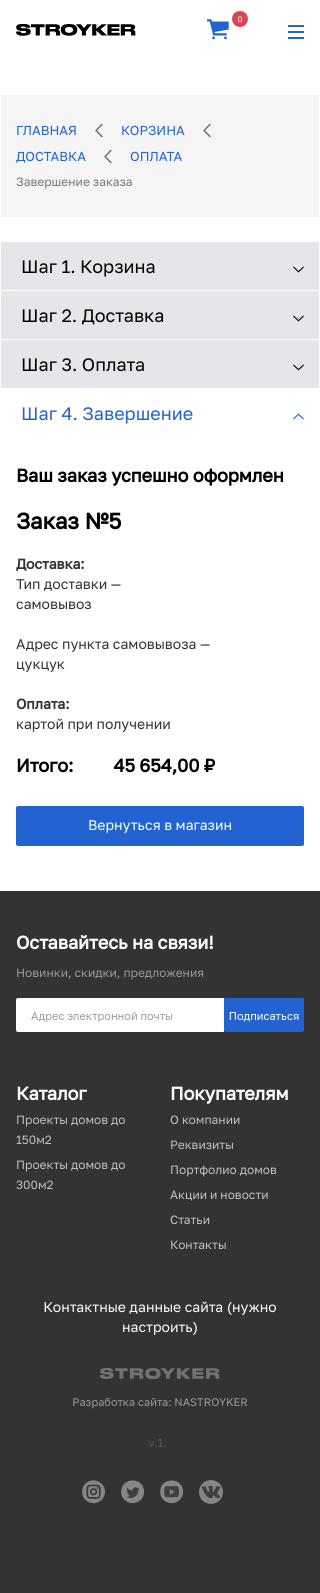 STROYKER
0
ГЛАВНАЯ КОРЗИНА
ДОСТАВКА ОПЛАТА
Завершение заказа
Шаг 1. Корзина
Шаг 2. Доставка
Шаг 3. Оплата
Шаг 4. Завершение
Ваш заказ успешно оформлен
Заказ №5
Доставка:
Тип доставки —
самовывоз
Адрес пункта самовывоза —
цукцук
Оплата:
картой при получении
Итого: 45 654,00 ₽
Вернуться в магазин
Оставайтесь на связи!
Новинки, скидки, предложения
Адрес электронной почты Подписаться
Каталог
Проекты домов до
150м2
Проекты домов до
300м2
Покупателям
О компании
Реквизиты
Портфолио домов
Акции и новости
Статьи
Контакты
Контактные данные сайта (нужно
настроить)
STROYKER
Разработка сайта: NASTROYKER
v.1.